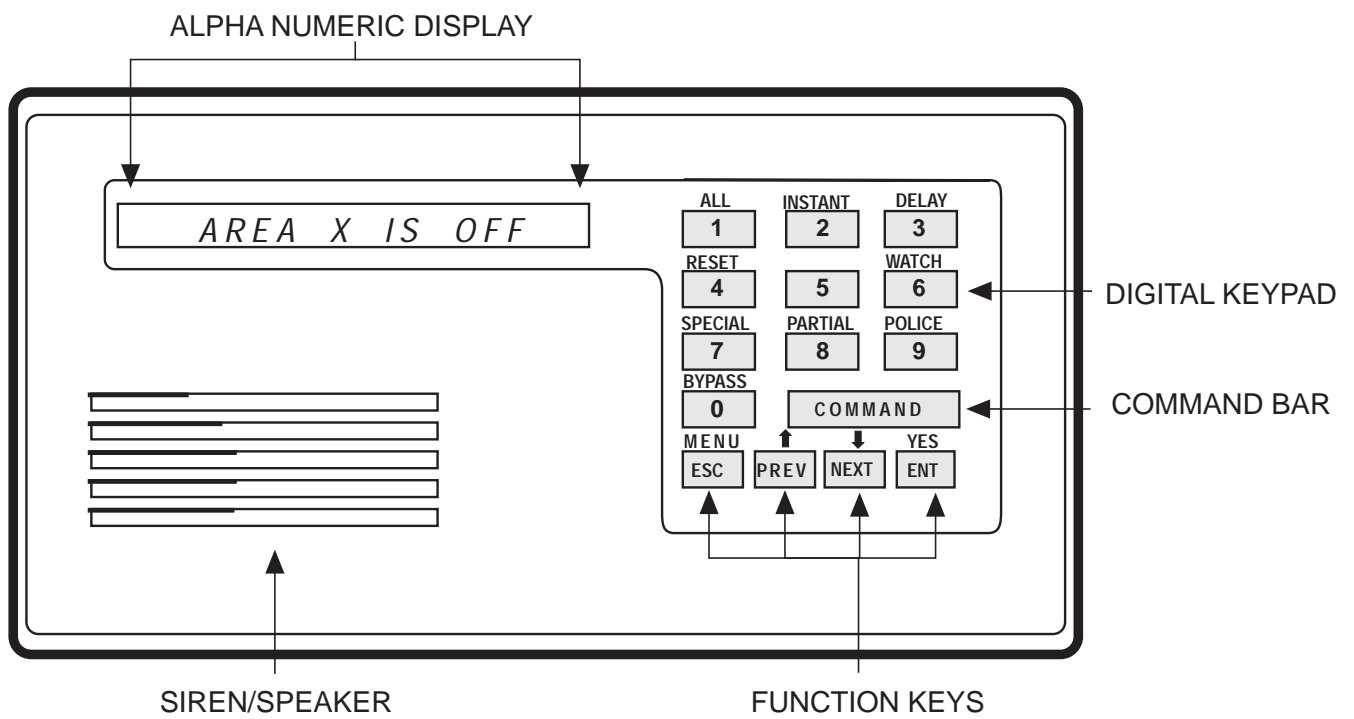 ALPHA NUMERIC DISPLAY
AREA X IS OFF
ALL INSTANT DELAY
1 2 3
RESET WATCH
4 5 6
DIGITAL KEYPAD
SPECIAL PARTIAL POLICE
7 8 9
BYPASS
0 COMMAND
COMMAND BAR
MENU YES
ESC PREV NEXT ENT
SIREN/SPEAKER
FUNCTION KEYS